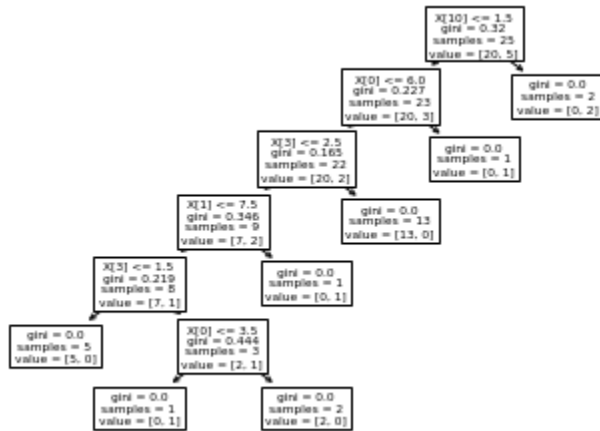 X[10] <= 1.5
gini = 0.32
samples = 25
value = [20, 5]
X[0] <= 6.0
gini = 0.227
samples = 23
value = [20, 3]
gini = 0.0
samples = 2
value = [0, 2]
X[3] <= 2.5
gini = 0.165
samples = 22
value = [20, 2]
gini = 0.0
samples = 1
value = [0, 1]
X[1] <= 7.5
gini = 0.346
samples = 9
value = [7, 2]
gini = 0.0
samples = 13
value = [13, 0]
X[3] <= 1.5
gini = 0.219
samples = 8
value = [7, 1]
gini = 0.0
samples = 1
value = [0, 1]
gini = 0.0
samples = 5
value = [5, 0]
X[0] <= 3.5
gini = 0.444
samples = 3
value = [2, 1]
gini = 0.0
samples = 1
value = [0, 1]
gini = 0.0
samples = 2
value = [2, 0]